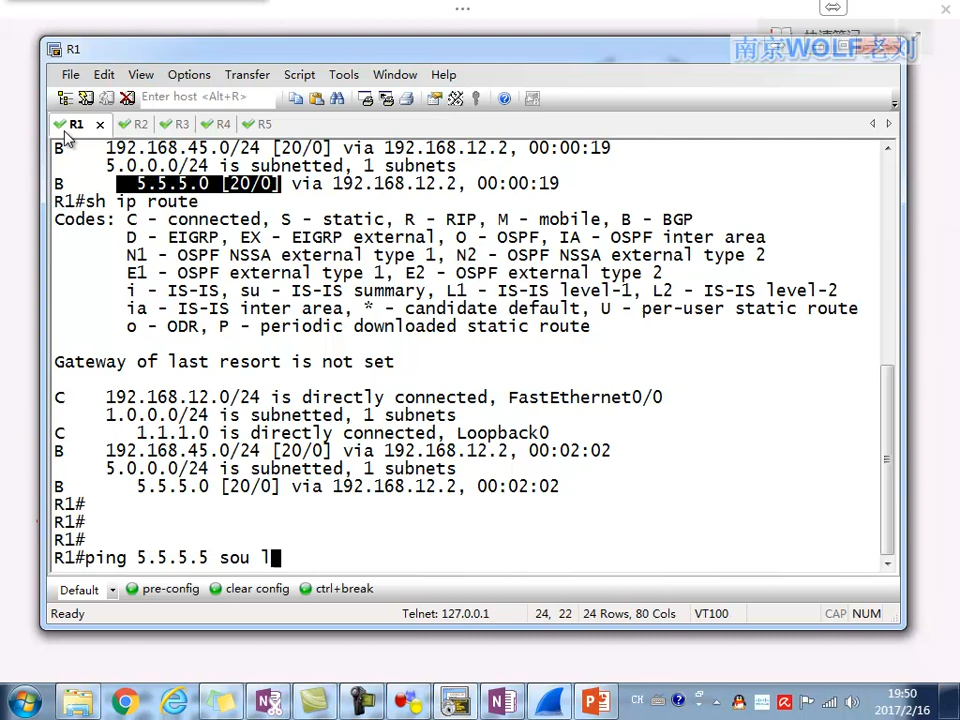 快速笔记
南京WOLF老刘
R1
File Edit View Options Transfer Script Tools Window Help
Enter host <Alt+R>
R1 R2 R3 R4 R5
B 192.168.45.0/24 [20/0] via 192.168.12.2, 00:00:19
5.0.0.0/24 is subnetted, 1 subnets
B 5.5.5.0 [20/0] via 192.168.12.2, 00:00:19
R1#sh ip route
Codes: C - connected, S - static, R - RIP, M - mobile, B - BGP
D - EIGRP, EX - EIGRP external, O - OSPF, IA - OSPF inter area
N1 - OSPF NSSA external type 1, N2 - OSPF NSSA external type 2
E1 - OSPF external type 1, E2 - OSPF external type 2
i - IS-IS, su - IS-IS summary, L1 - IS-IS level-1, L2 - IS-IS level-2
ia - IS-IS inter area, * - candidate default, U - per-user static route
o - ODR, P - periodic downloaded static route
Gateway of last resort is not set
C 192.168.12.0/24 is directly connected, FastEthernet0/0
1.0.0.0/24 is subnetted, 1 subnets
C 1.1.1.0 is directly connected, Loopback0
B 192.168.45.0/24 [20/0] via 192.168.12.2, 00:02:02
5.0.0.0/24 is subnetted, 1 subnets
B 5.5.5.0 [20/0] via 192.168.12.2, 00:02:02
R1#
R1#
R1#
R1#ping 5.5.5.5 sou l
Default pre-config clear config ctrl+break
Ready Telnet: 127.0.0.1 24, 22 24 Rows, 80 Cols VT100 CAP NUM
CH 19:50
2017/2/16